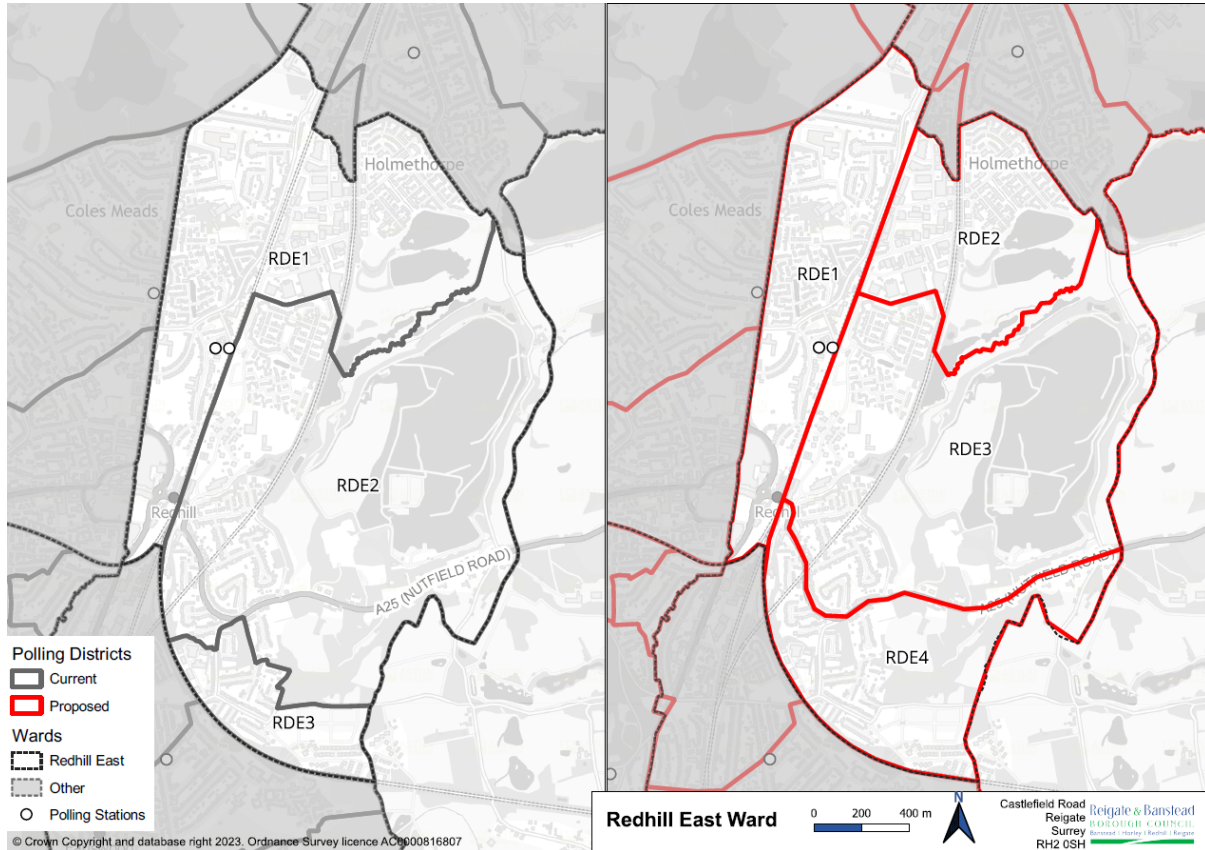 Holmethorpe
Coles Meads
RDE1
RDE2
Redhill
A25 (NUTFIELD ROAD)
RDE3
Polling Districts
Current
Proposed
Wards
Redhill East
Other
Polling Stations
© Crown Copyright and database right 2023. Ordnance Survey licence AC0000816807
Holmethorpe
Coles Meads
RDE2
RDE1
RDE3
Redhill
A25 (NUTFIELD ROAD)
RDE4
Redhill East Ward
0 200 400 m
N
Castlefield Road
Reigate
Surrey
RH2 0SH
Reigate & Banstead
BOROUGH COUNCIL
Banstead | Horley | Redhill | Reigate